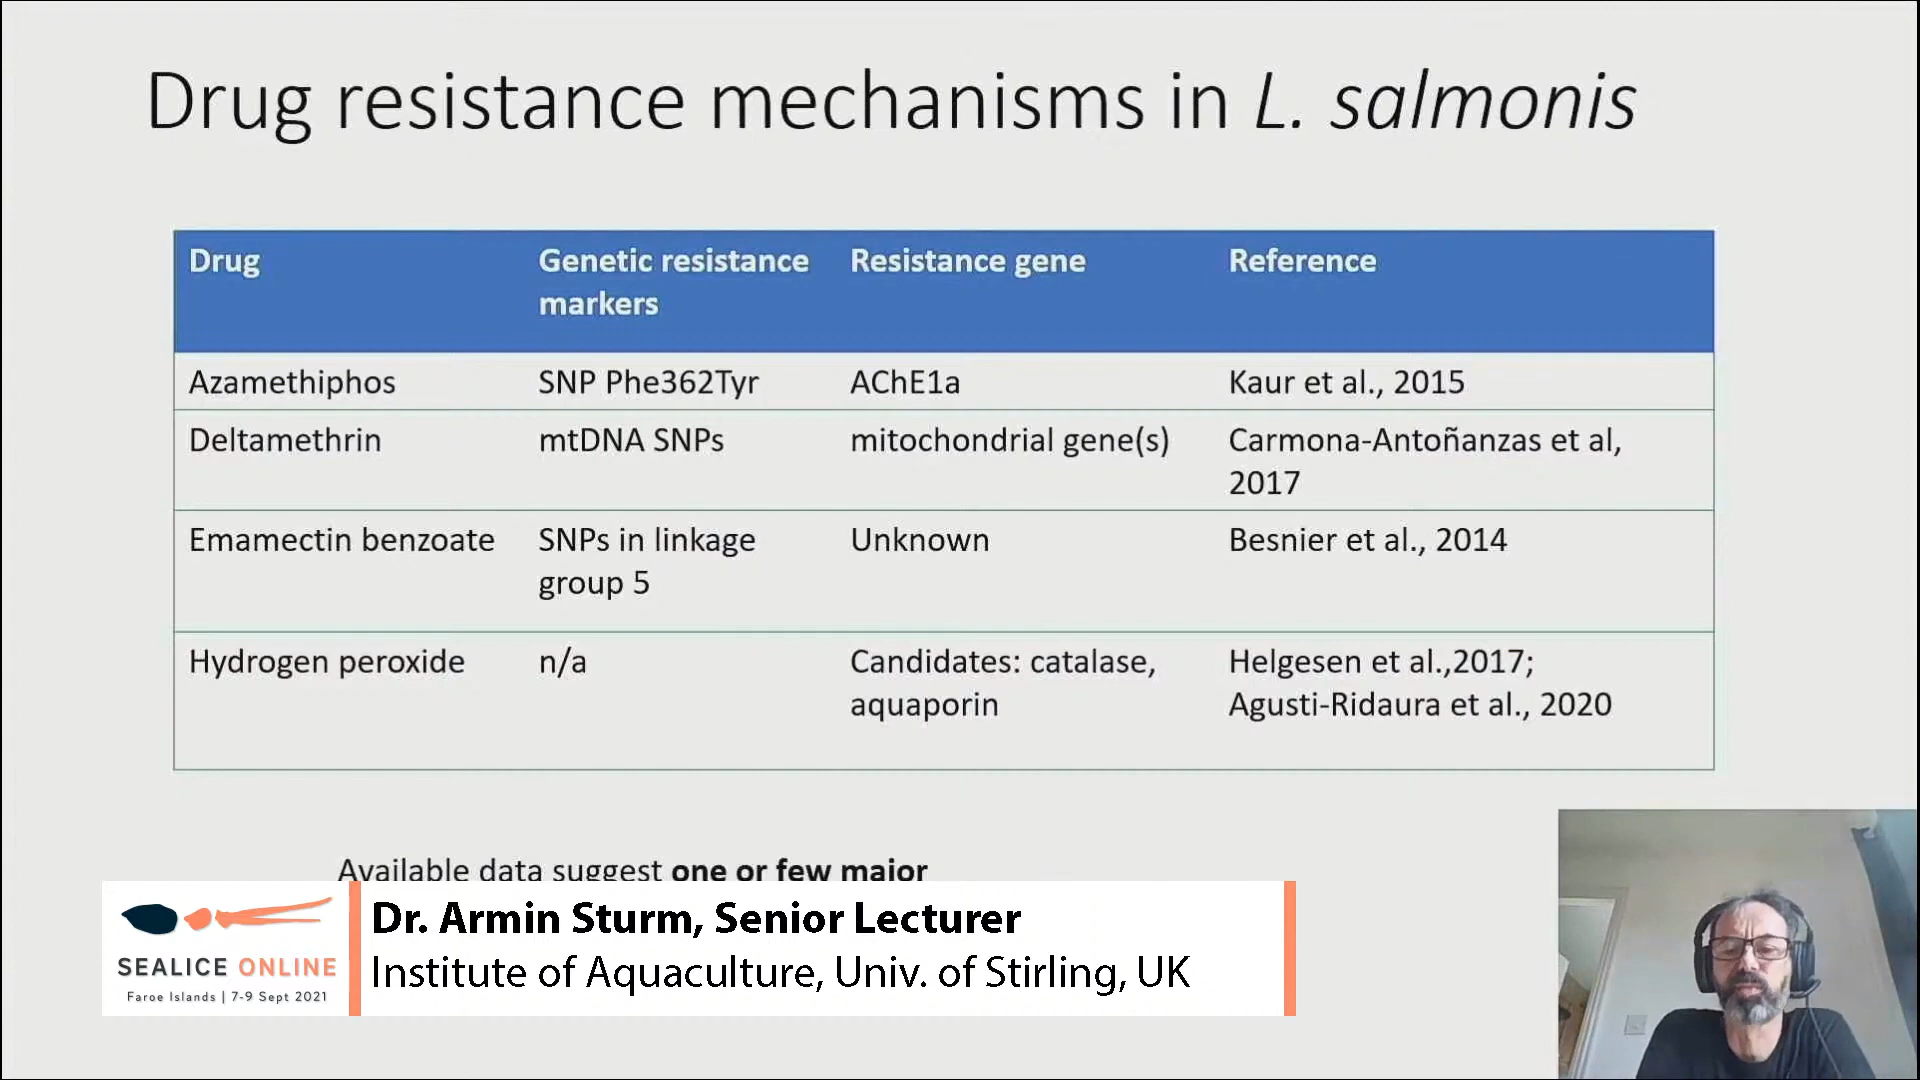 Drug resistance mechanisms in L. salmonis
Drug
Genetic resistance
markers
Resistance gene
Reference
Azamethiphos
SNP Phe362Tyr
AChE1a
Kaur et al., 2015
Deltamethrin
mtDNA SNPs
mitochondrial gene(s)
Carmona-Antoñanzas et al,
2017
Emamectin benzoate
SNPs in linkage
group 5
Unknown
Besnier et al., 2014
Hydrogen peroxide
n/a
Candidates: catalase,
aquaporin
Helgesen et al.,2017;
Agusti-Ridaura et al., 2020
Available data suggest one or few major
SEALICE ONLINE
Faroe Islands | 7-9 Sept 2021
Dr. Armin Sturm, Senior Lecturer
Institute of Aquaculture, Univ. of Stirling, UK